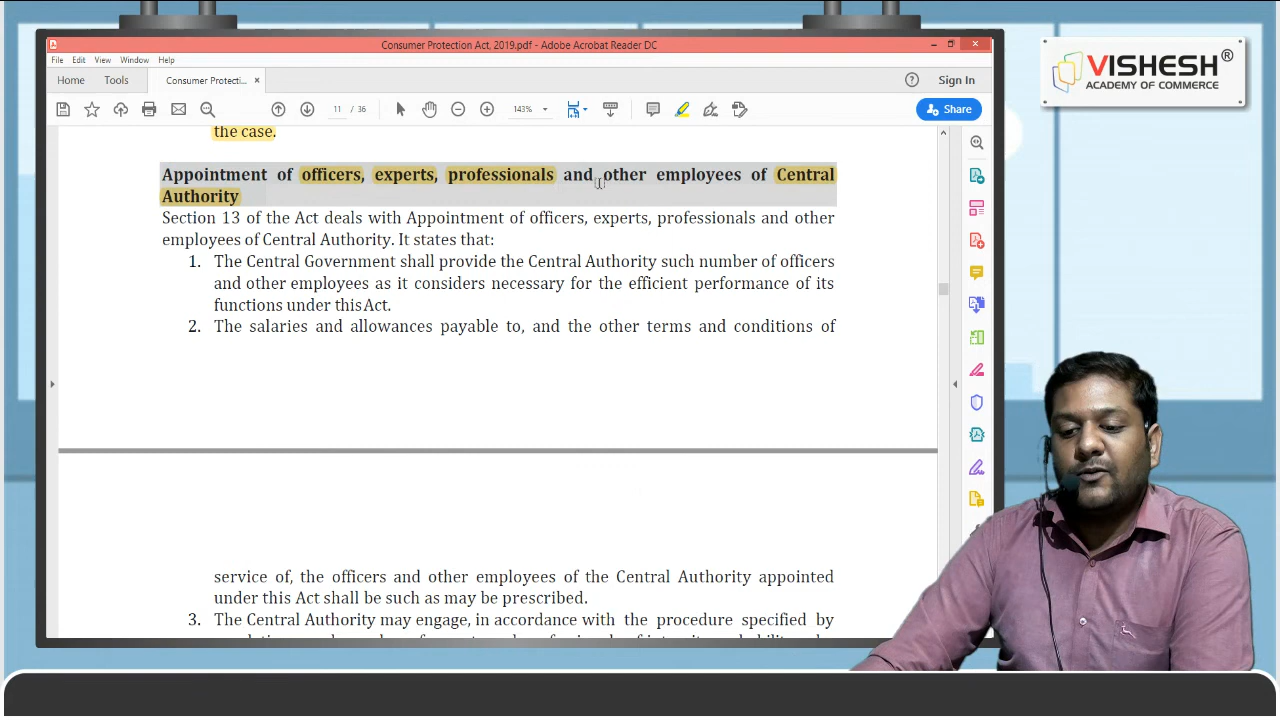 Consumer Protection Act, 2019.pdf - Adobe Acrobat Reader DC
File Edit View Window Help
Home Tools Consumer Protecti... × Sign In
11 / 36 143% Share
VISHESH®
ACADEMY OF COMMERCE
the case.
Appointment of officers, experts, professionals and other employees of Central
Authority
Section 13 of the Act deals with Appointment of officers, experts, professionals and other
employees of Central Authority. It states that:
1. The Central Government shall provide the Central Authority such number of officers
and other employees as it considers necessary for the efficient performance of its
functions under this Act.
2. The salaries and allowances payable to, and the other terms and conditions of
service of, the officers and other employees of the Central Authority appointed
under this Act shall be such as may be prescribed.
3. The Central Authority may engage, in accordance with the procedure specified by